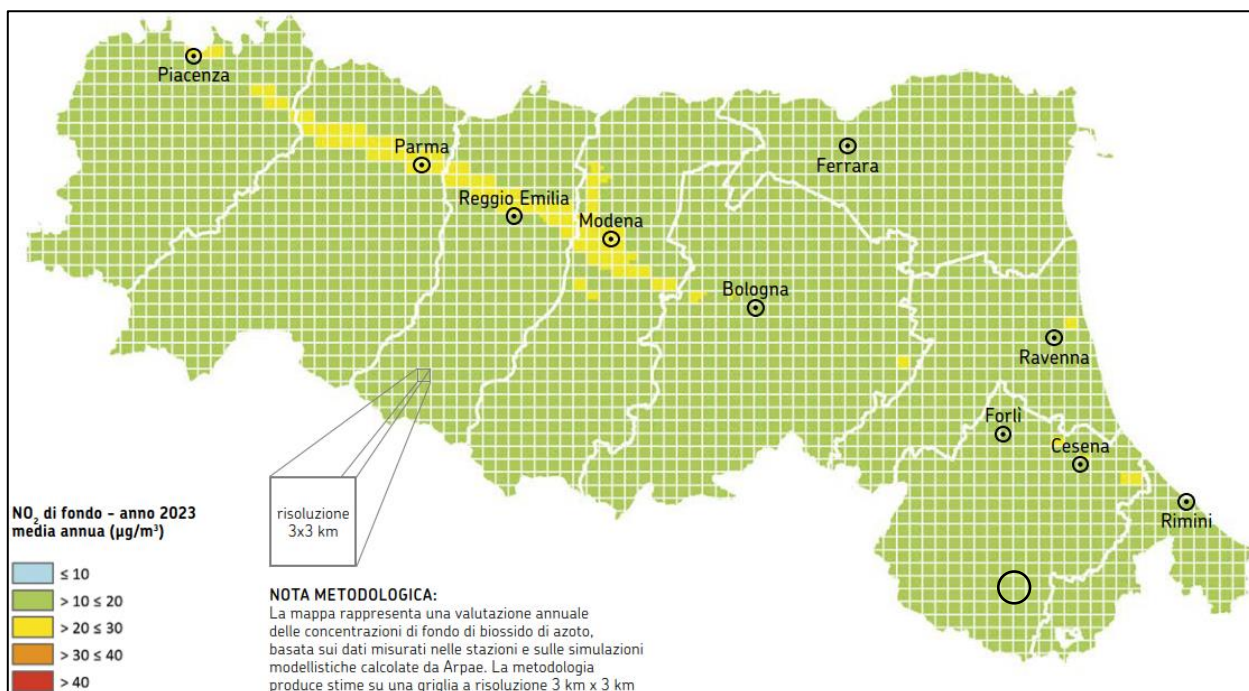 Piacenza
Parma
Ferrara
Reggio Emilia
Modena
Bologna
Ravenna
Forlì
Cesena
Rimini
risoluzione
3x3 km
NO2 di fondo – anno 2023
media annua (µg/m³)
≤ 10
> 10 ≤ 20
> 20 ≤ 30
> 30 ≤ 40
> 40
NOTA METODOLOGICA:
La mappa rappresenta una valutazione annuale
delle concentrazioni di fondo di biossido di azoto,
basata sui dati misurati nelle stazioni e sulle simulazioni
modellistiche calcolate da Arpae. La metodologia
produce stime su una griglia a risoluzione 3 km x 3 km